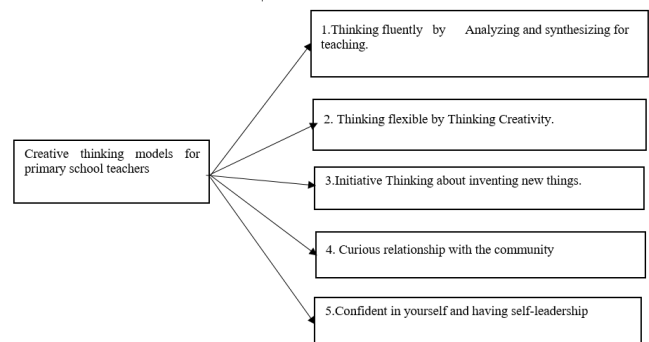 Creative thinking models for
primary school teachers
1.Thinking fluently by Analyzing and synthesizing for
teaching.
2. Thinking flexible by Thinking Creativity.
3.Initiative Thinking about inventing new things.
4. Curious relationship with the community
5.Confident in yourself and having self-leadership